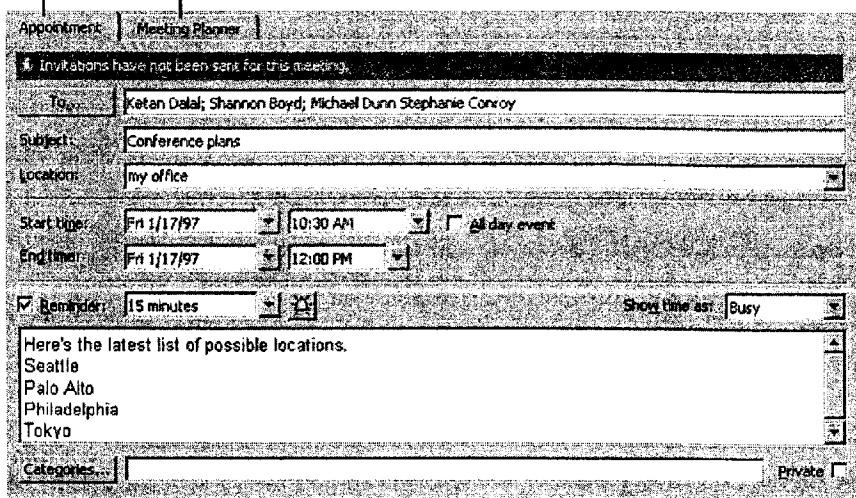 Appointment Meeting Planner
Invitations have not been sent for this meeting.
To... Ketan Dalal; Shannon Boyd; Michael Dunn Stephanie Conroy
Subject: Conference plans
Location: my office
Start time: Fri 1/17/97 10:30 AM All day event
End time: Fri 1/17/97 12:00 PM
Reminder: 15 minutes Show time as: Busy
Here's the latest list of possible locations.
Seattle
Palo Alto
Philadelphia
Tokyo
Categories... Private